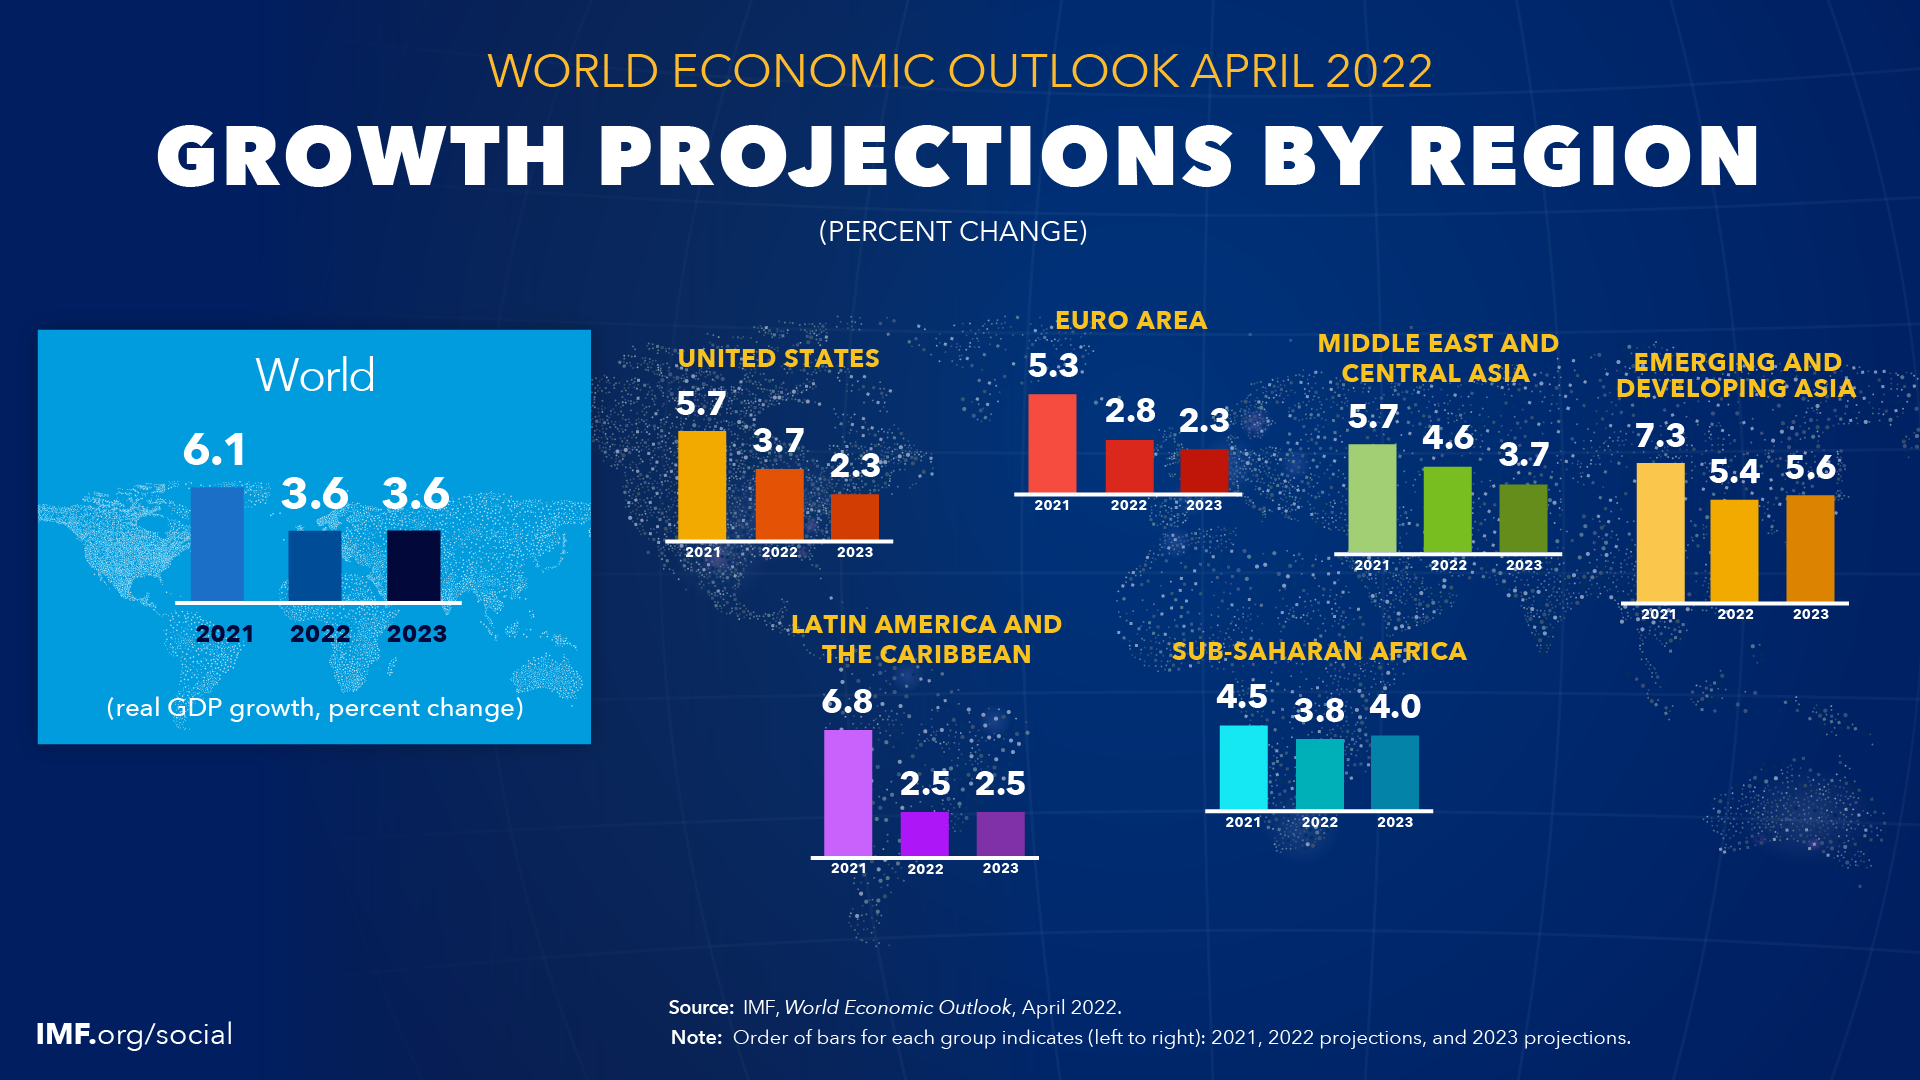 WORLD ECONOMIC OUTLOOK APRIL 2022
GROWTH PROJECTIONS BY REGION
(PERCENT CHANGE)
World
6.1
3.6
3.6
2021
2022
2023
(real GDP growth, percent change)
UNITED STATES
5.7
3.7
2.3
2021
2022
2023
EURO AREA
5.3
2.8
2.3
2021
2022
2023
MIDDLE EAST AND
CENTRAL ASIA
5.7
4.6
3.7
2021
2022
2023
EMERGING AND
DEVELOPING ASIA
7.3
5.4
5.6
2021
2022
2023
LATIN AMERICA AND
THE CARIBBEAN
6.8
2.5
2.5
2021
2022
2023
SUB-SAHARAN AFRICA
4.5
3.8
4.0
2021
2022
2023
Source: IMF, World Economic Outlook, April 2022.
Note: Order of bars for each group indicates (left to right): 2021, 2022 projections, and 2023 projections.
IMF.org/social